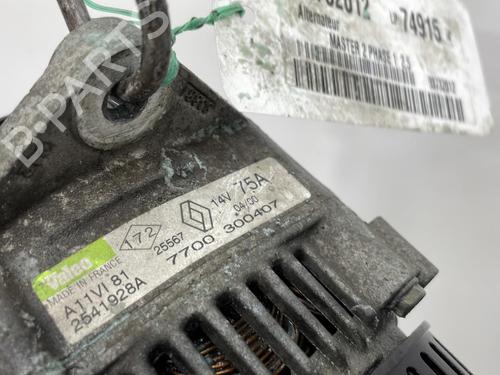 Alternateur
74915
MASTER 2 PHASE 1 2.5
B-PARTS
Valeo
MADE IN FRANCE
A11VI 81
2541928A
172
25567
14V 75A
04/00
7700 300407